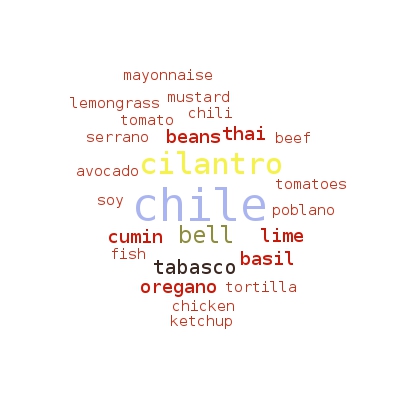 mayonnaise
lemongrass mustard
tomato chili
serrano beans thai beef
avocado cilantro
tomatoes
soy chile poblano
cumin bell lime
fish tabasco basil
oregano tortilla
chicken
ketchup